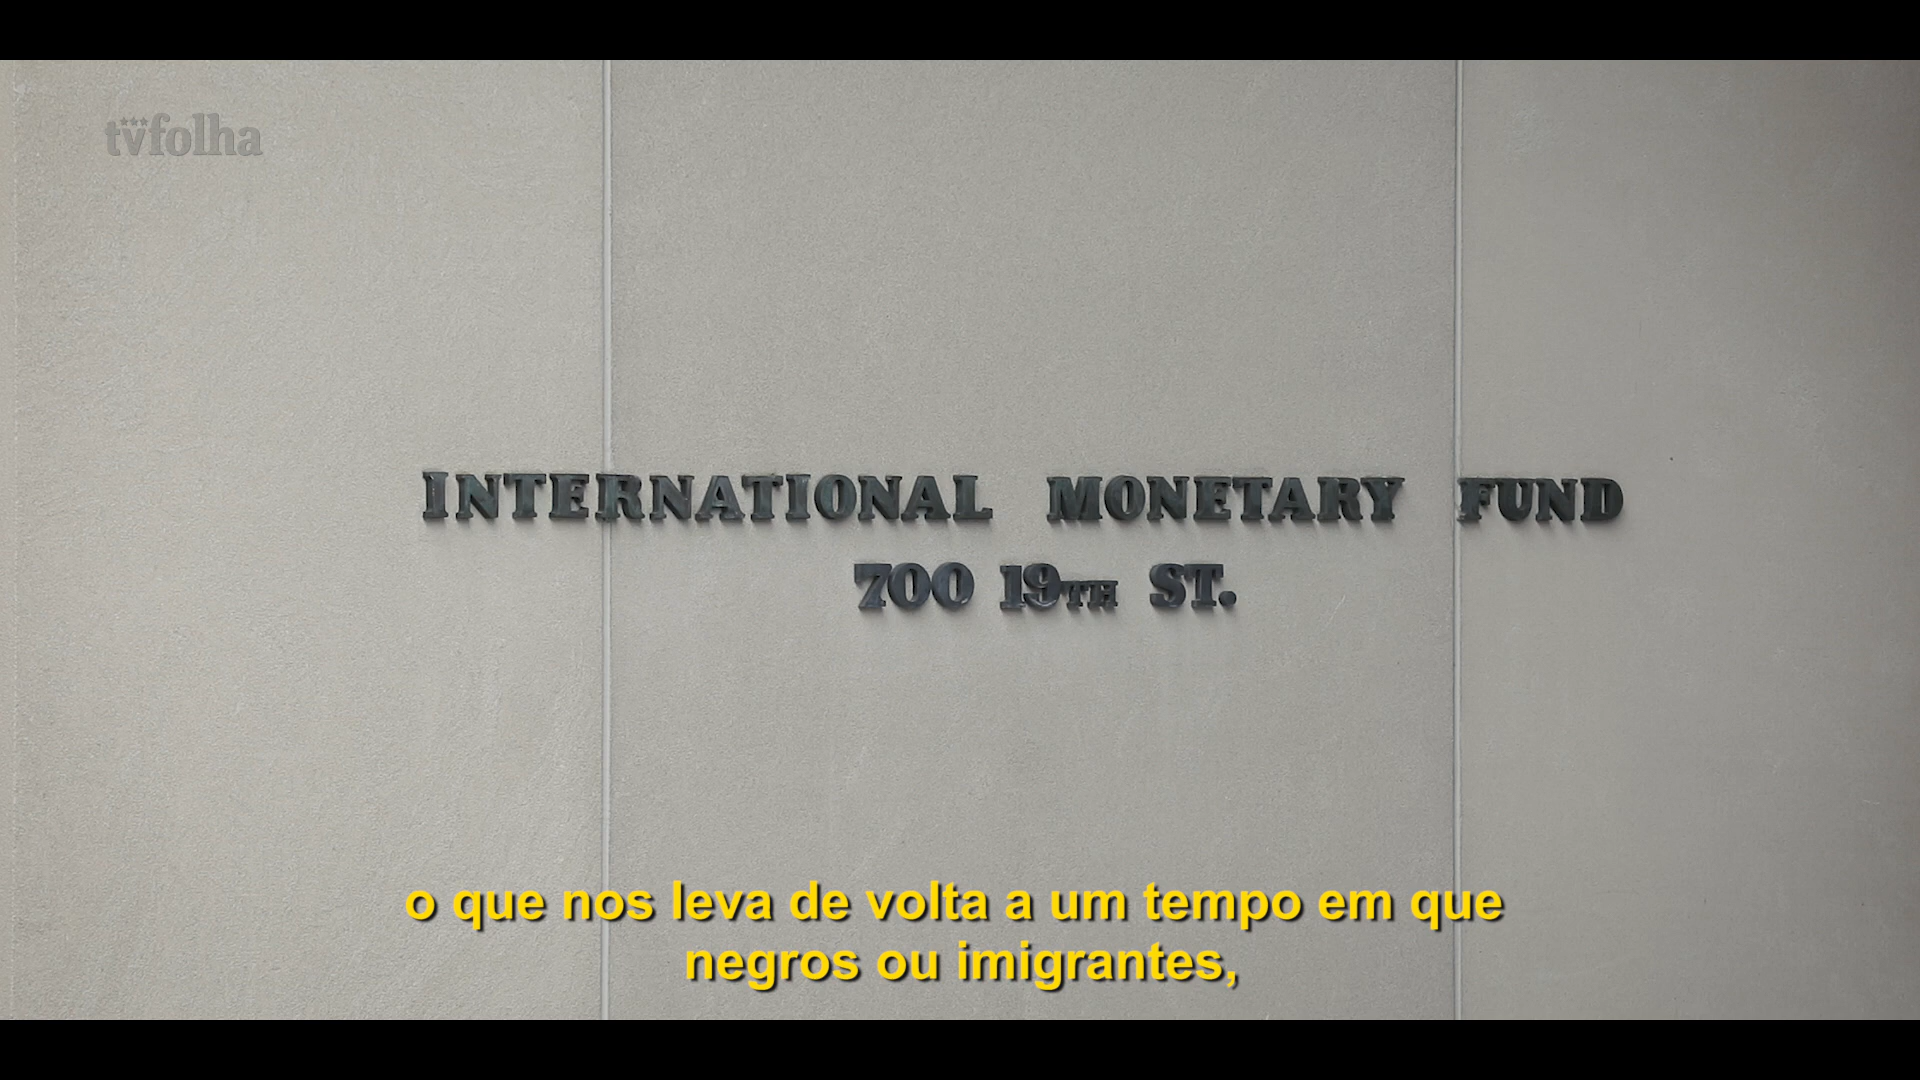 tvfolha
INTERNATIONAL MONETARY FUND
700 19TH ST.
o que nos leva de volta a um tempo em que
negros ou imigrantes,